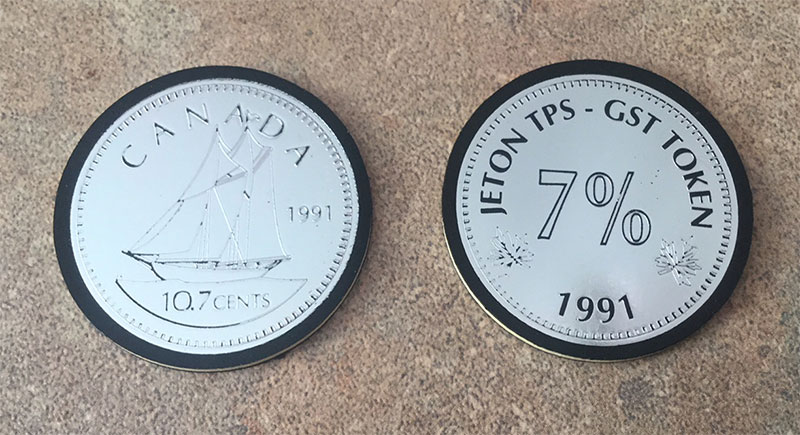 CANADA
1991
10.7 CENTS
JETON TPS - GST TOKEN
7%
1991